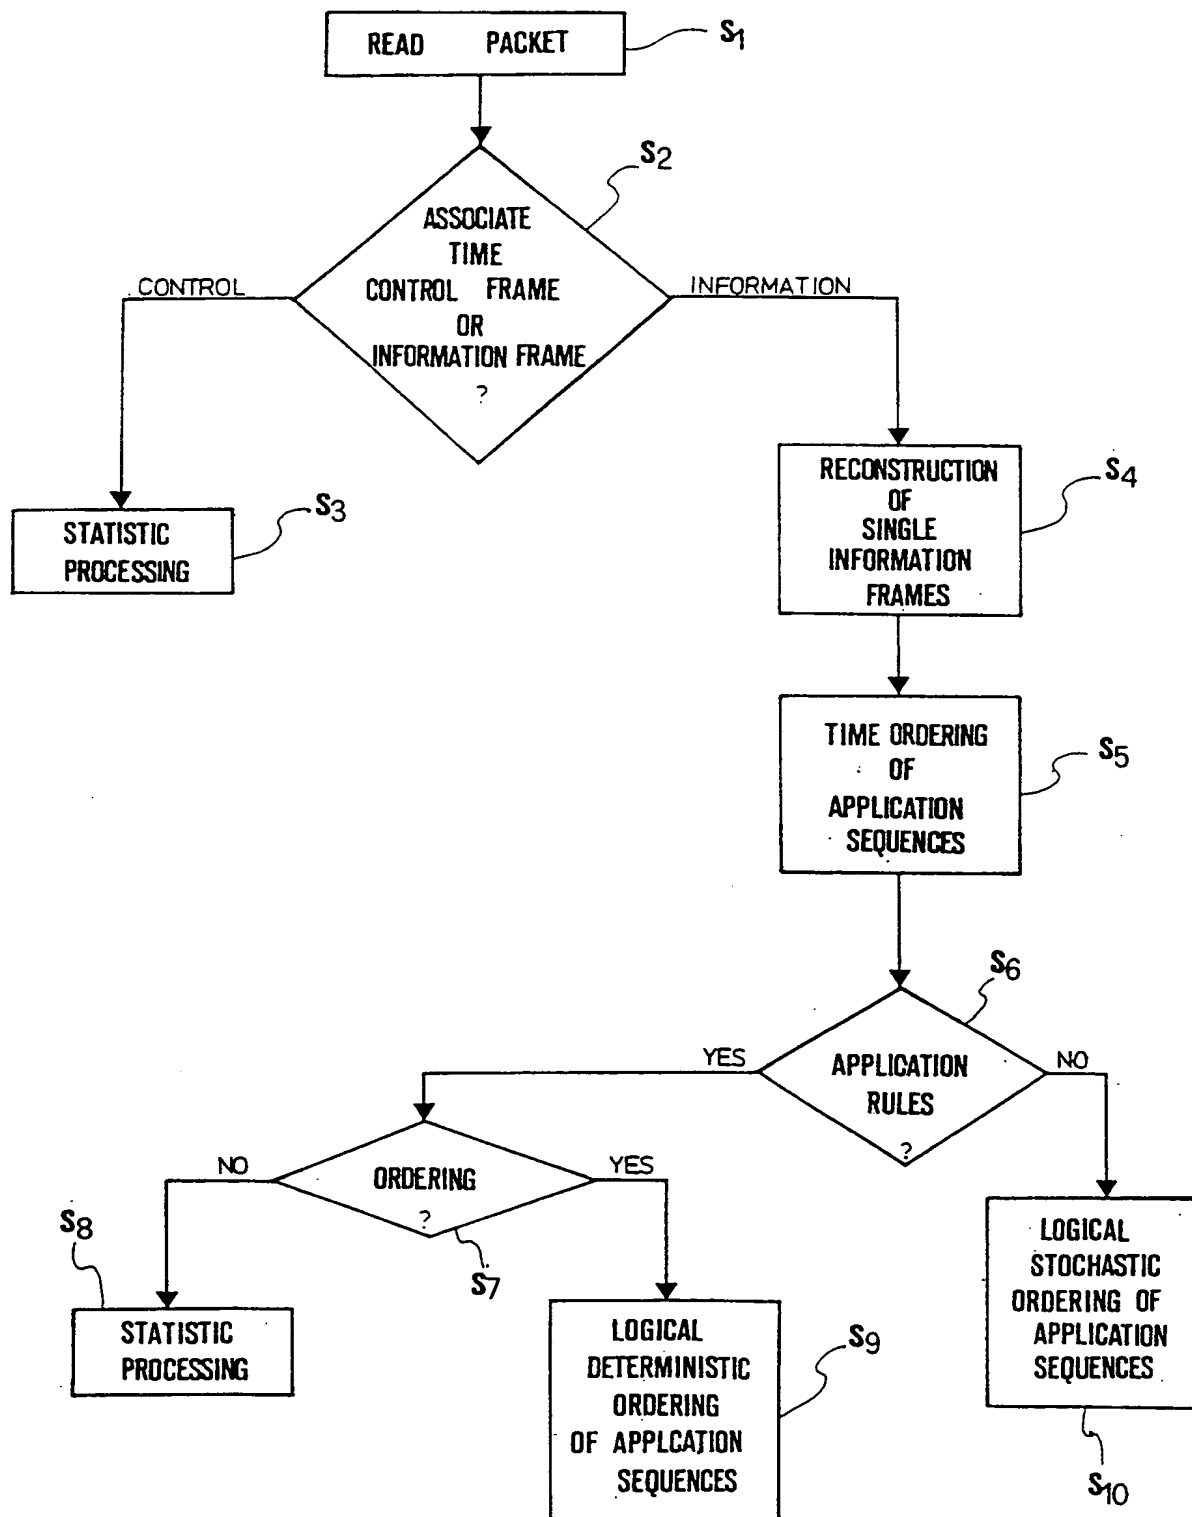 READ PACKET
S1
S2
ASSOCIATE
TIME
CONTROL FRAME
OR
INFORMATION FRAME
?
CONTROL
INFORMATION
S3
STATISTIC
PROCESSING
S4
RECONSTRUCTION
OF
SINGLE
INFORMATION
FRAMES
S5
TIME ORDERING
OF
APPLICATION
SEQUENCES
S6
APPLICATION
RULES
?
YES
NO
ORDERING
?
NO
YES
S7
S8
STATISTIC
PROCESSING
S9
LOGICAL
DETERMINISTIC
ORDERING
OF APPLCATION
SEQUENCES
LOGICAL
STOCHASTIC
ORDERING OF
APPLICATION
SEQUENCES
S10